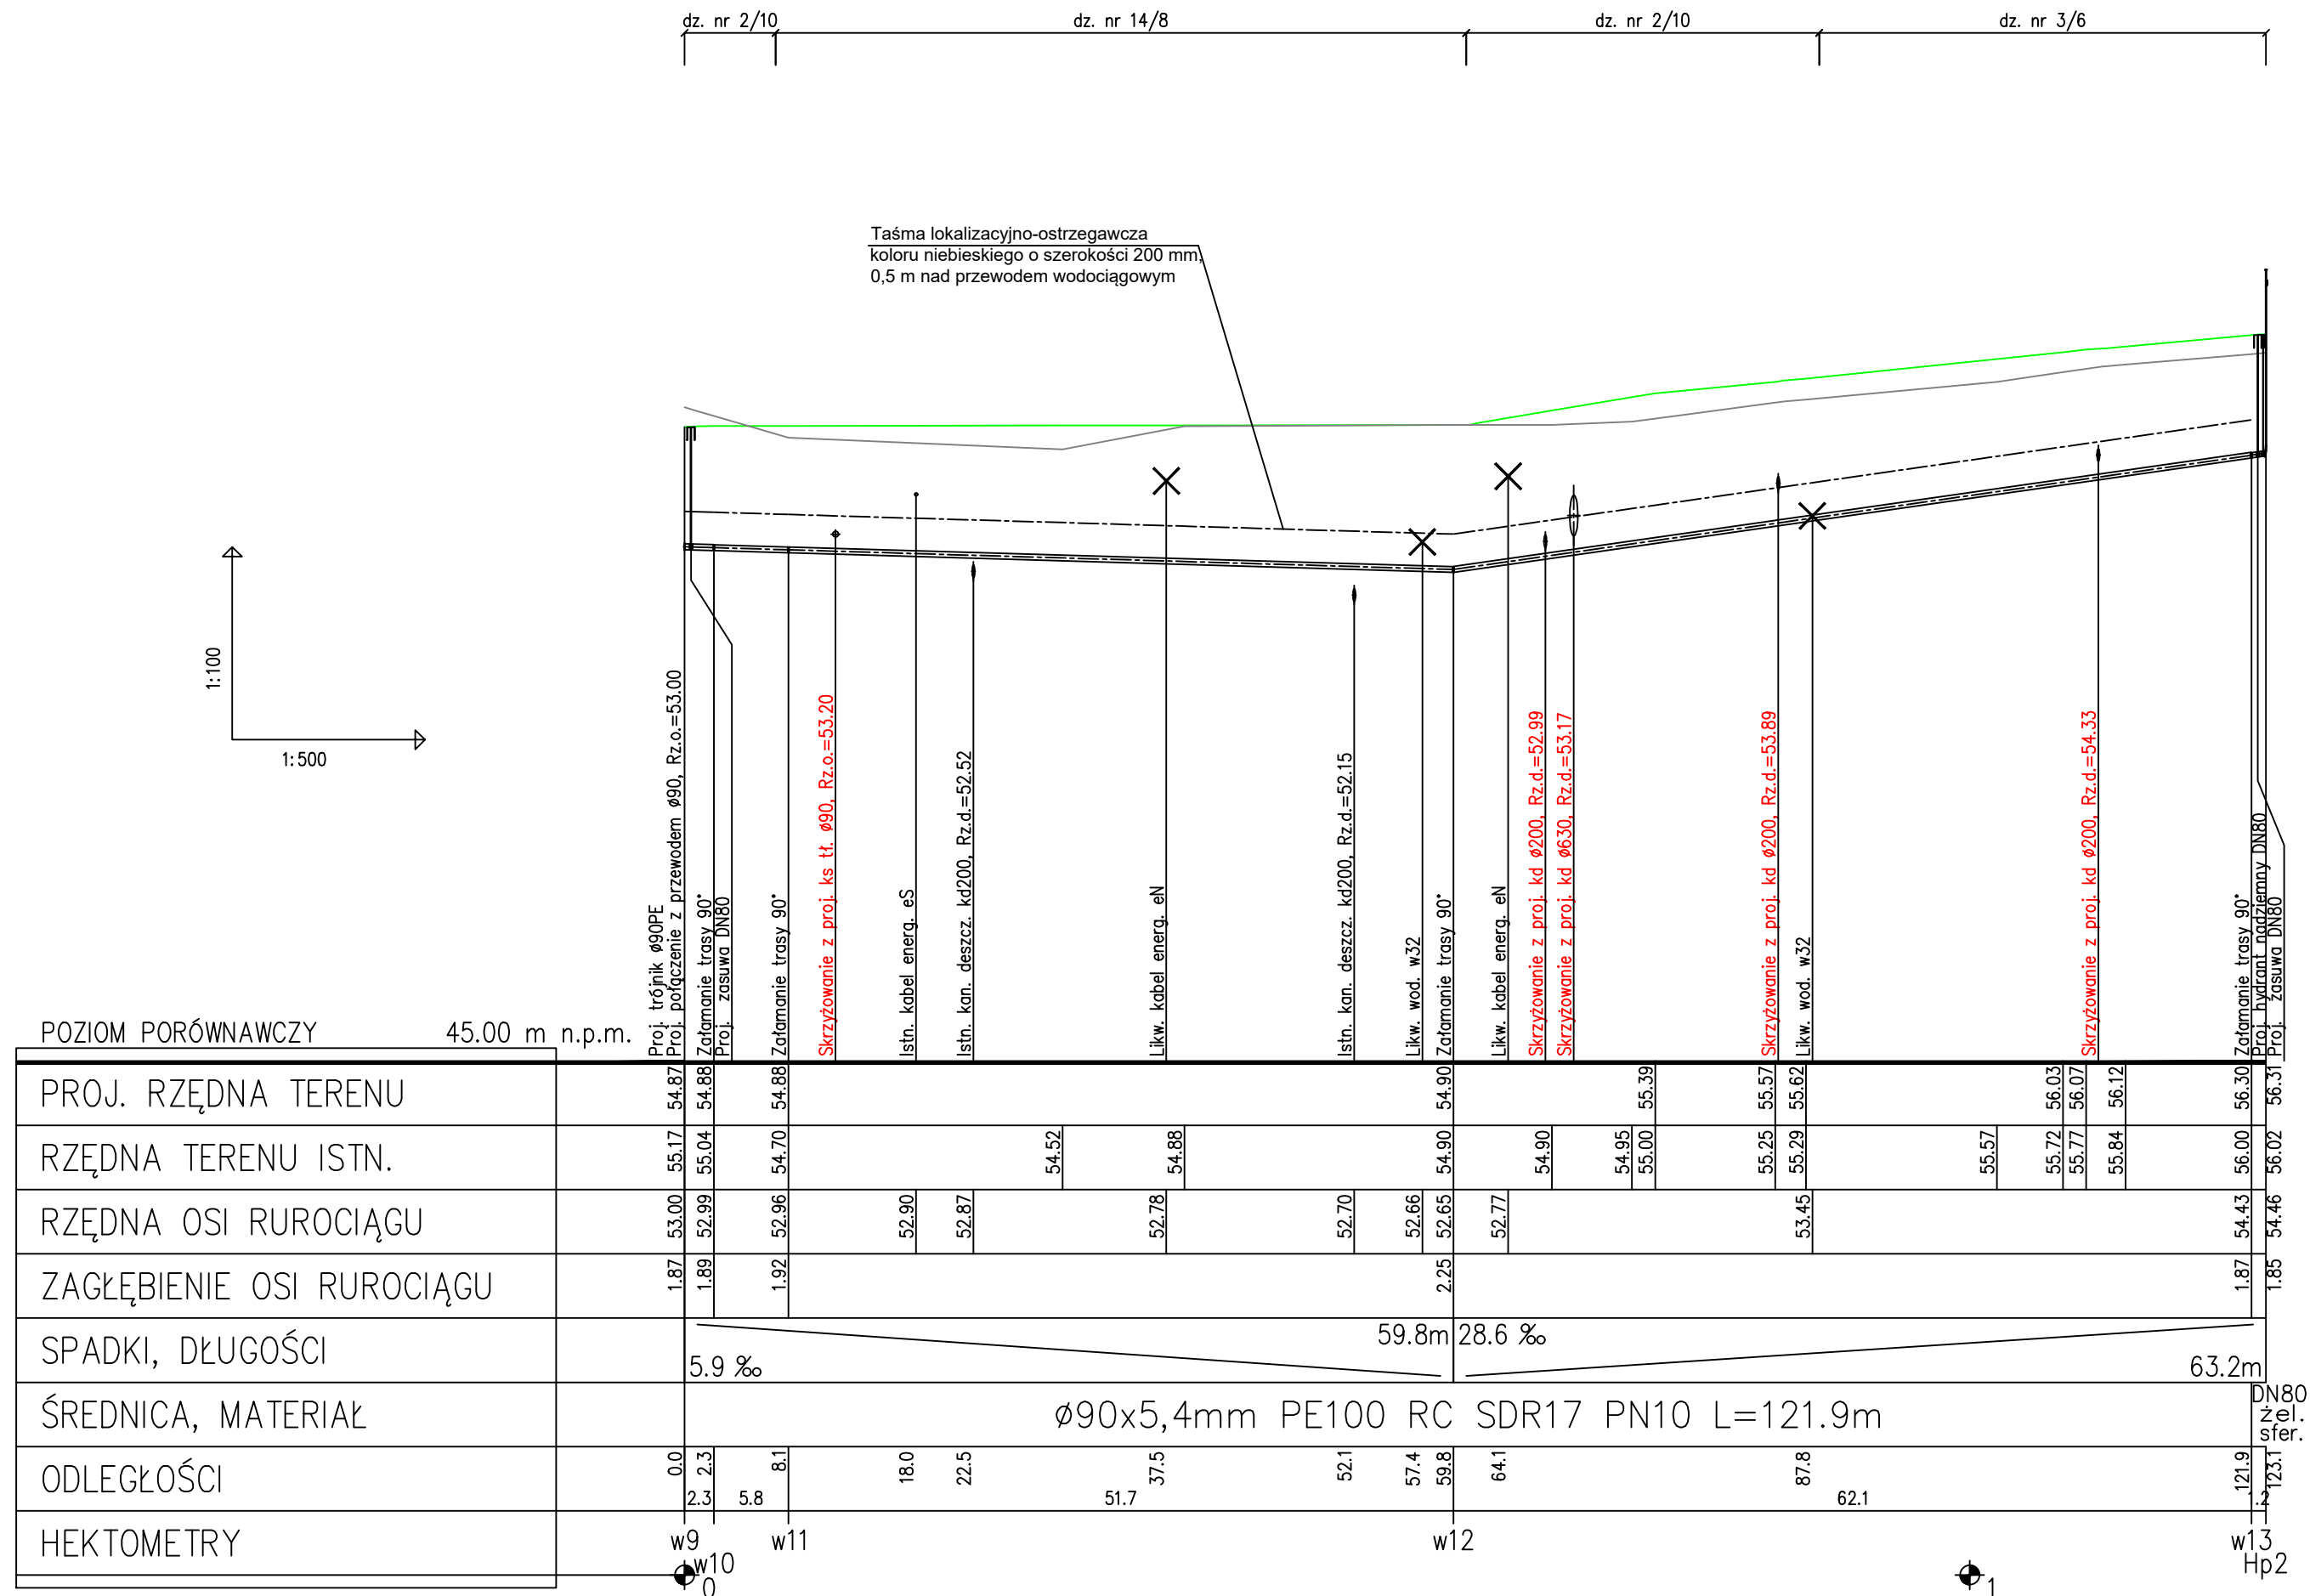 dz. nr 2/10
dz. nr 14/8
dz. nr 2/10
dz. nr 3/6
Taśma lokalizacyjno-ostrzegawcza
koloru niebieskiego o szerokości 200 mm,
0,5 m nad przewodem wodociągowym
1:100
1:500
Proj. trójnik ø90PE
Proj. połączenie z przewodem ø90, Rz.o.=53.00
Załamanie trasy 90°
Proj. zasuwa DN80
Załamanie trasy 90°
Skrzyżowanie z proj. ks tł. ø90, Rz.o.=53.20
Istn. kabel energ. eS
Istn. kan. deszcz. kd200, Rz.d.=52.52
Likw. kabel energ. eN
Istn. kan. deszcz. kd200, Rz.d.=52.15
Likw. wod. w32
Załamanie trasy 90°
Likw. kabel energ. eN
Skrzyżowanie z proj. kd ø200, Rz.d.=52.99
Skrzyżowanie z proj. kd ø630, Rz.d.=53.17
Skrzyżowanie z proj. kd ø200, Rz.d.=53.89
Likw. wod. w32
Skrzyżowanie z proj. kd ø200, Rz.d.=54.33
Załamanie trasy 90°
Proj. hydrant nadziemny DN80
Proj. zasuwa DN80
POZIOM PORÓWNAWCZY 45.00 m n.p.m.
PROJ. RZĘDNA TERENU 54.87 54.88 54.88 54.90 55.39 55.57 55.62 56.03 56.07 56.12 56.30 56.31
RZĘDNA TERENU ISTN. 55.17 55.04 54.70 54.52 54.88 54.90 54.90 54.95 55.00 55.25 55.29 55.57 55.72 55.77 55.84 56.00 56.02
RZĘDNA OSI RUROCIĄGU 53.00 52.99 52.96 52.90 52.87 52.78 52.70 52.66 52.65 52.77 53.45 54.43 54.46
ZAGŁĘBIENIE OSI RUROCIĄGU 1.87 1.89 1.92 2.25 1.87 1.85
SPADKI, DŁUGOŚCI 5.9 ‰ 59.8m 28.6 ‰ 63.2m
ŚREDNICA, MATERIAŁ ø90x5,4mm PE100 RC SDR17 PN10 L=121.9m
DN80
żel.
sfer.
ODLEGŁOŚCI 0.0 2.3 8.1 18.0 22.5 37.5 52.1 57.4 59.8 64.1 87.8 121.9 123.1
2.3 5.8 51.7 62.1 1.2
HEKTOMETRY w9 w11 w12 w13
w10 Hp2
0 1